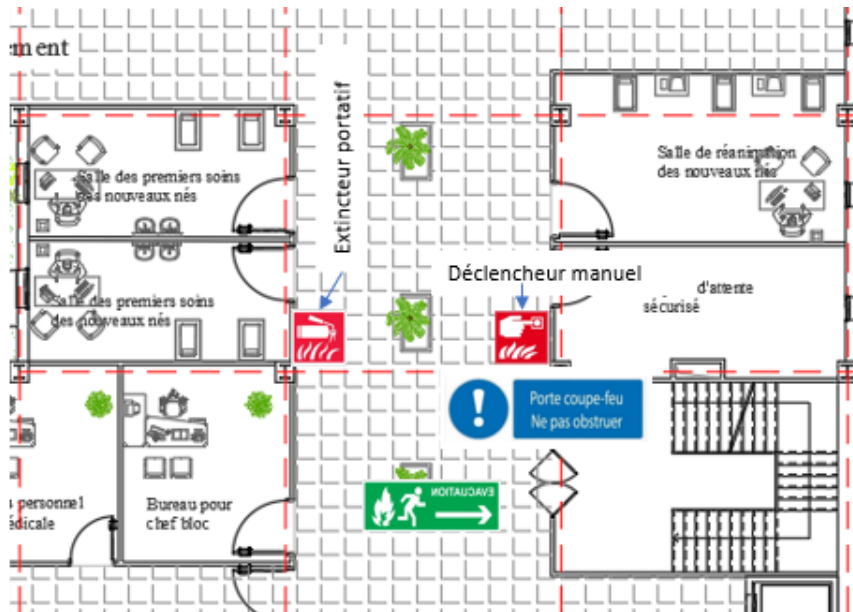 ement
Extincteur portatif
Salle des premiers soins
des nouveaux nés
Salle de réanimation
des nouveaux nés
Déclencheur manuel
d'attente
sécurisé
Salle des premiers soins
des nouveaux nés
Porte coupe-feu
Ne pas obstruer
EVACUATION
personnel
édicale
Bureau pour
chef bloc